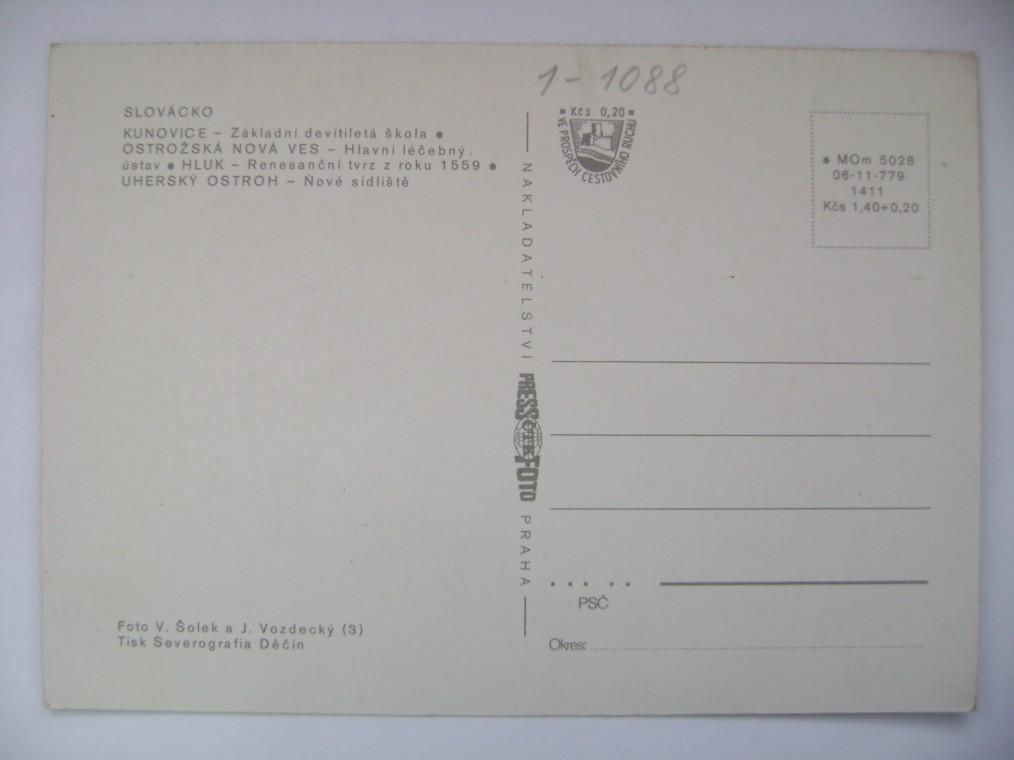 1-1088
SLOVÁCKO
KUNOVICE – Základní devítiletá škola ●
OSTROŽSKÁ NOVÁ VES – Hlavní léčebný.
ústav ● HLUK – Renesanční tvrz z roku 1559 ●
UHERSKÝ OSTROH – Nové sídliště
Kčs 0,20
VE PROSPĚCH CESTOVNÍHO RUCHU
● MOm 5028
06-11-779
1411
Kčs 1,40+0,20
NAKLADATELSTVÍ PRESSFOTO PRAHA
PSČ
Okres:
Foto V. Šolek a J. Vozdecký (3)
Tisk Severografia Děčín